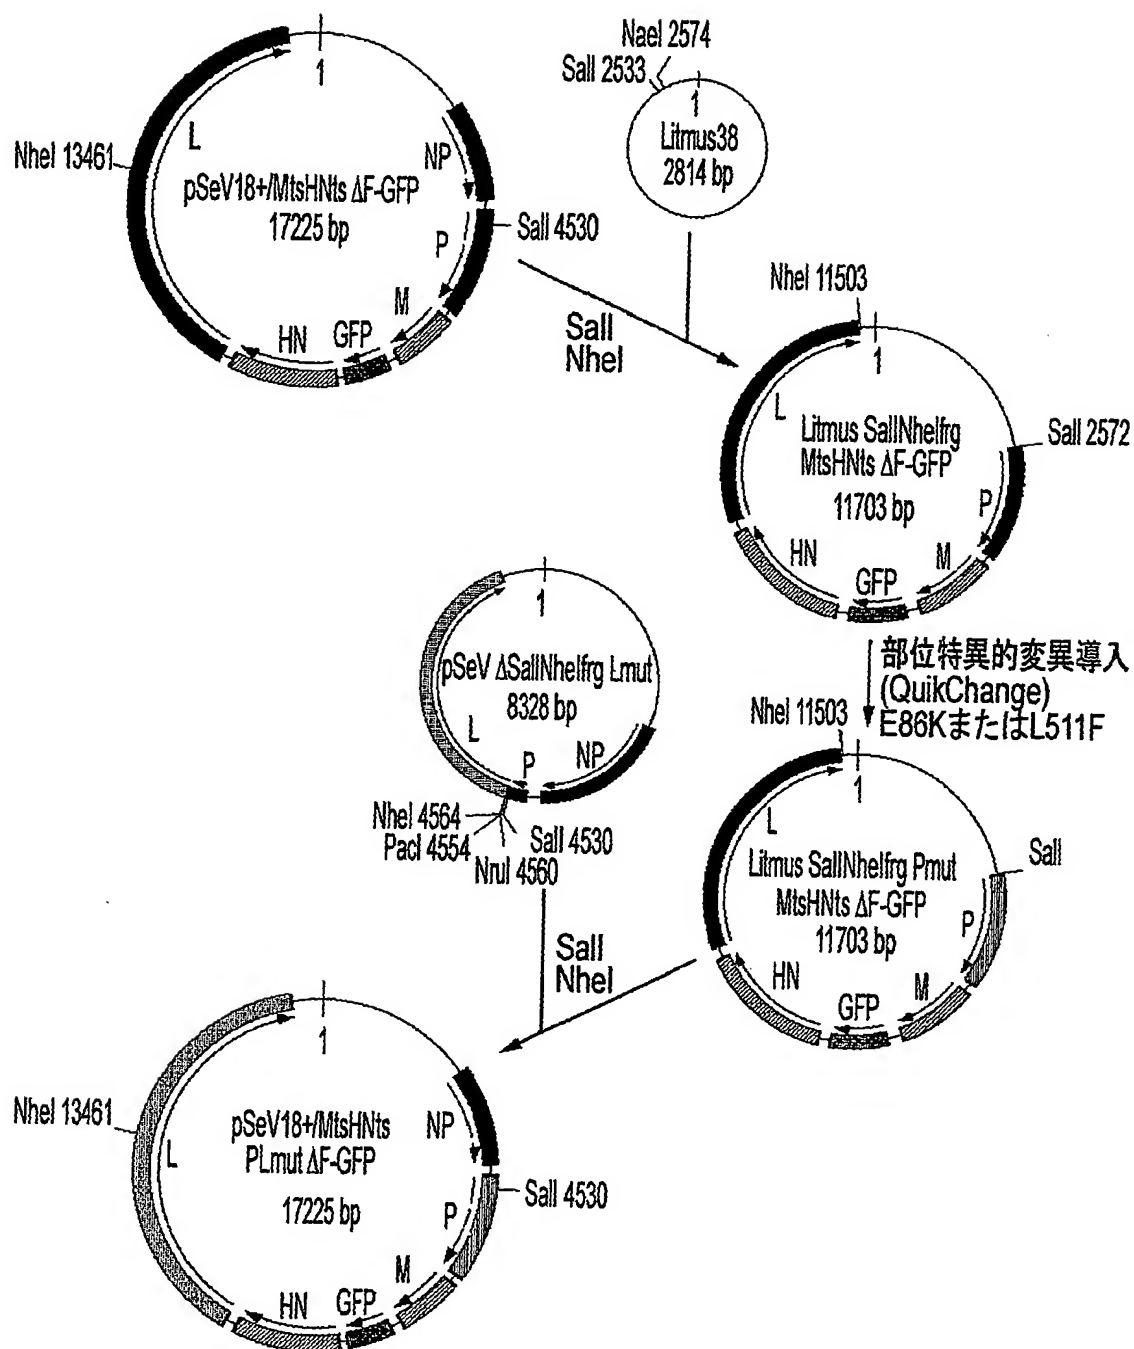 1
NheI 13461
L
NP
pSeV18+/MtsHNts ΔF-GFP
17225 bp
SalI 4530
P
M
GFP
HN
NaeI 2574
SalI 2533
1
Litmus38
2814 bp
SalI
NheI
NheI 11503
1
L
Litmus SalINheIfrg
MtsHNts ΔF-GFP
11703 bp
SalI 2572
P
M
GFP
HN
部位特異的変異導入
(QuikChange)
E86KまたはL511F
1
pSeV ΔSalINheIfrg Lmut
8328 bp
L
P
NP
NheI 4564
PacI 4554
NruI 4560
SalI 4530
NheI 11503
1
L
SalI
Litmus SalINheIfrg Pmut
MtsHNts ΔF-GFP
11703 bp
P
M
GFP
HN
SalI
NheI
1
NheI 13461
L
NP
pSeV18+/MtsHNts
PLmut ΔF-GFP
17225 bp
SalI 4530
P
M
GFP
HN